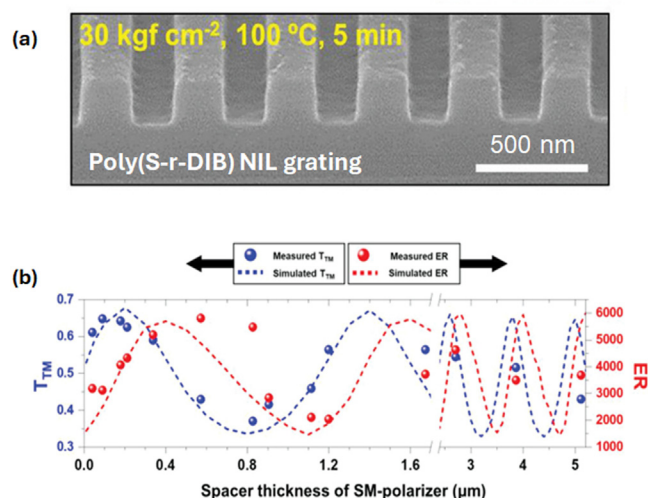 (a)
30 kgf cm-2, 100 ºC, 5 min
Poly(S-r-DIB) NIL grating
500 nm
(b)
Measured TTM
Simulated TTM
Measured ER
Simulated ER
0.7
0.6
0.5
0.4
0.3
TTM
6000
5000
4000
3000
2000
1000
ER
0.0 0.4 0.8 1.2 1.6 3 4 5
Spacer thickness of SM-polarizer (μm)